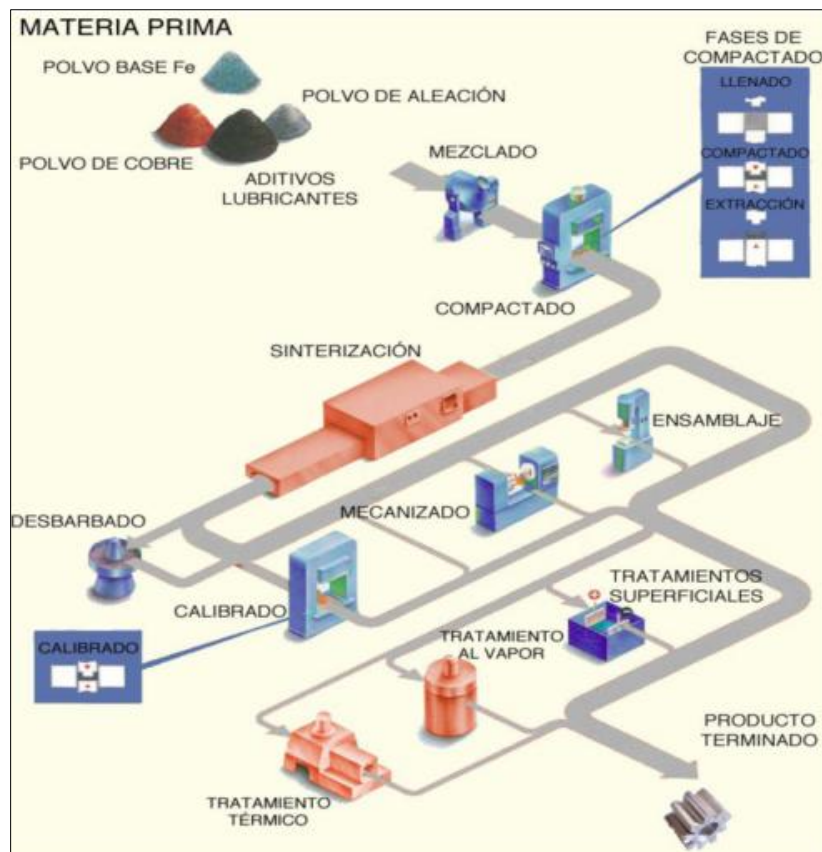 MATERIA PRIMA
POLVO BASE Fe
POLVO DE ALEACIÓN
POLVO DE COBRE
ADITIVOS
LUBRICANTES
MEZCLADO
FASES DE
COMPACTADO
LLENADO
COMPACTADO
EXTRACCIÓN
COMPACTADO
SINTERIZACIÓN
ENSAMBLAJE
MECANIZADO
DESBARBADO
CALIBRADO
CALIBRADO
TRATAMIENTOS
SUPERFICIALES
TRATAMIENTO
AL VAPOR
TRATAMIENTO
TÉRMICO
PRODUCTO
TERMINADO